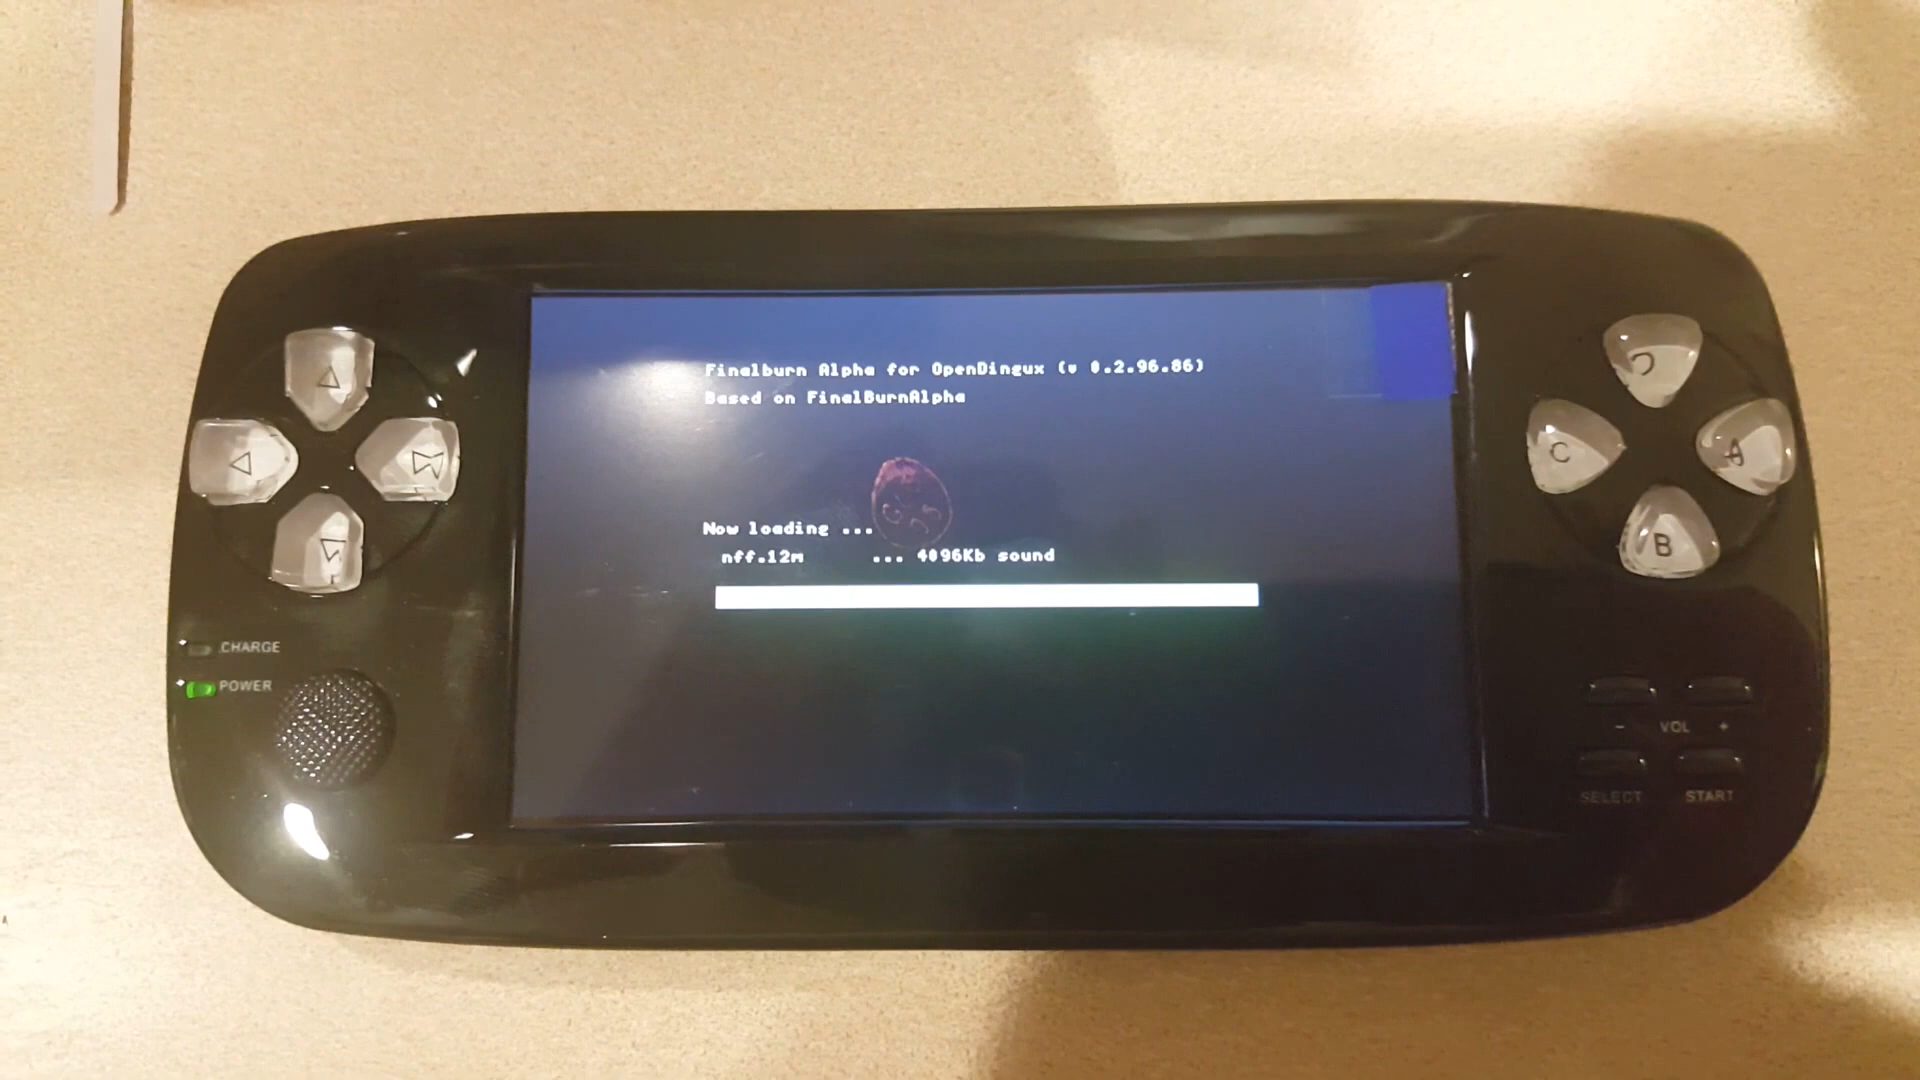 Finalburn Alpha for OpenDingux (v 0.2.96.86)
Based on FinalBurnAlpha
Now loading ...
nff.12m ... 4096Kb sound
CHARGE
POWER
C
A
B
- VOL +
SELECT START